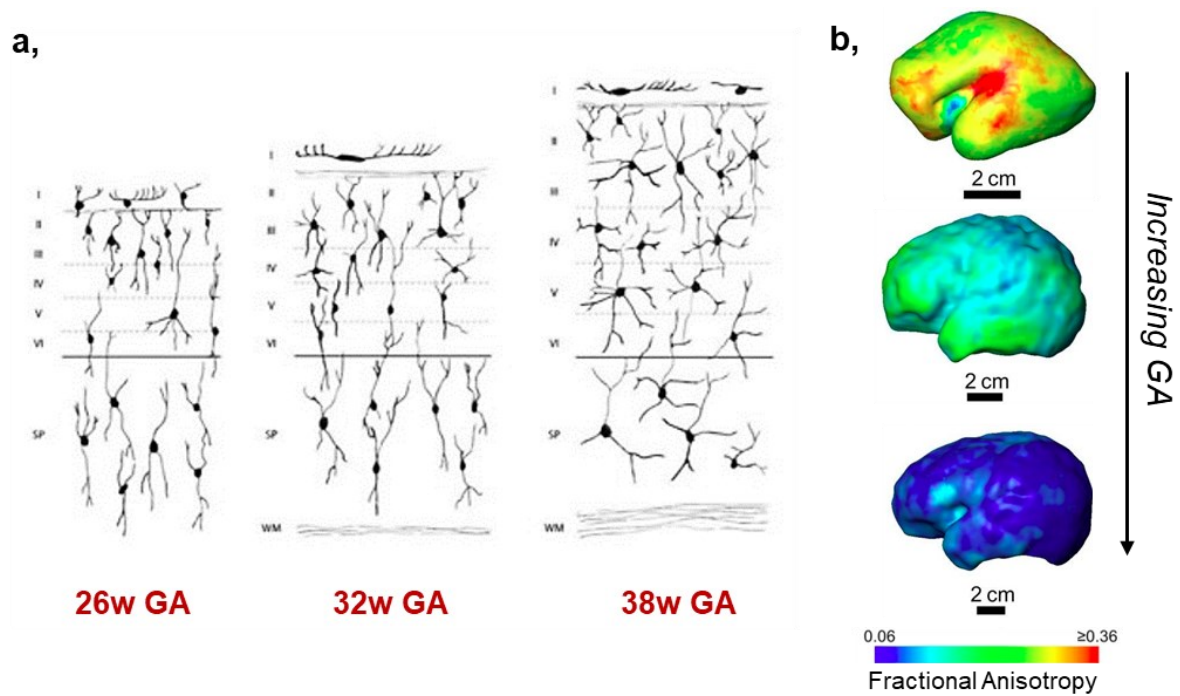 a,
I
II
III
IV
V
VI
SP
26w GA
I
II
III
IV
V
VI
SP
WM
32w GA
I
II
III
IV
V
VI
SP
WM
38w GA
b,
2 cm
2 cm
2 cm
Increasing GA
0.06 ≥0.36
Fractional Anisotropy